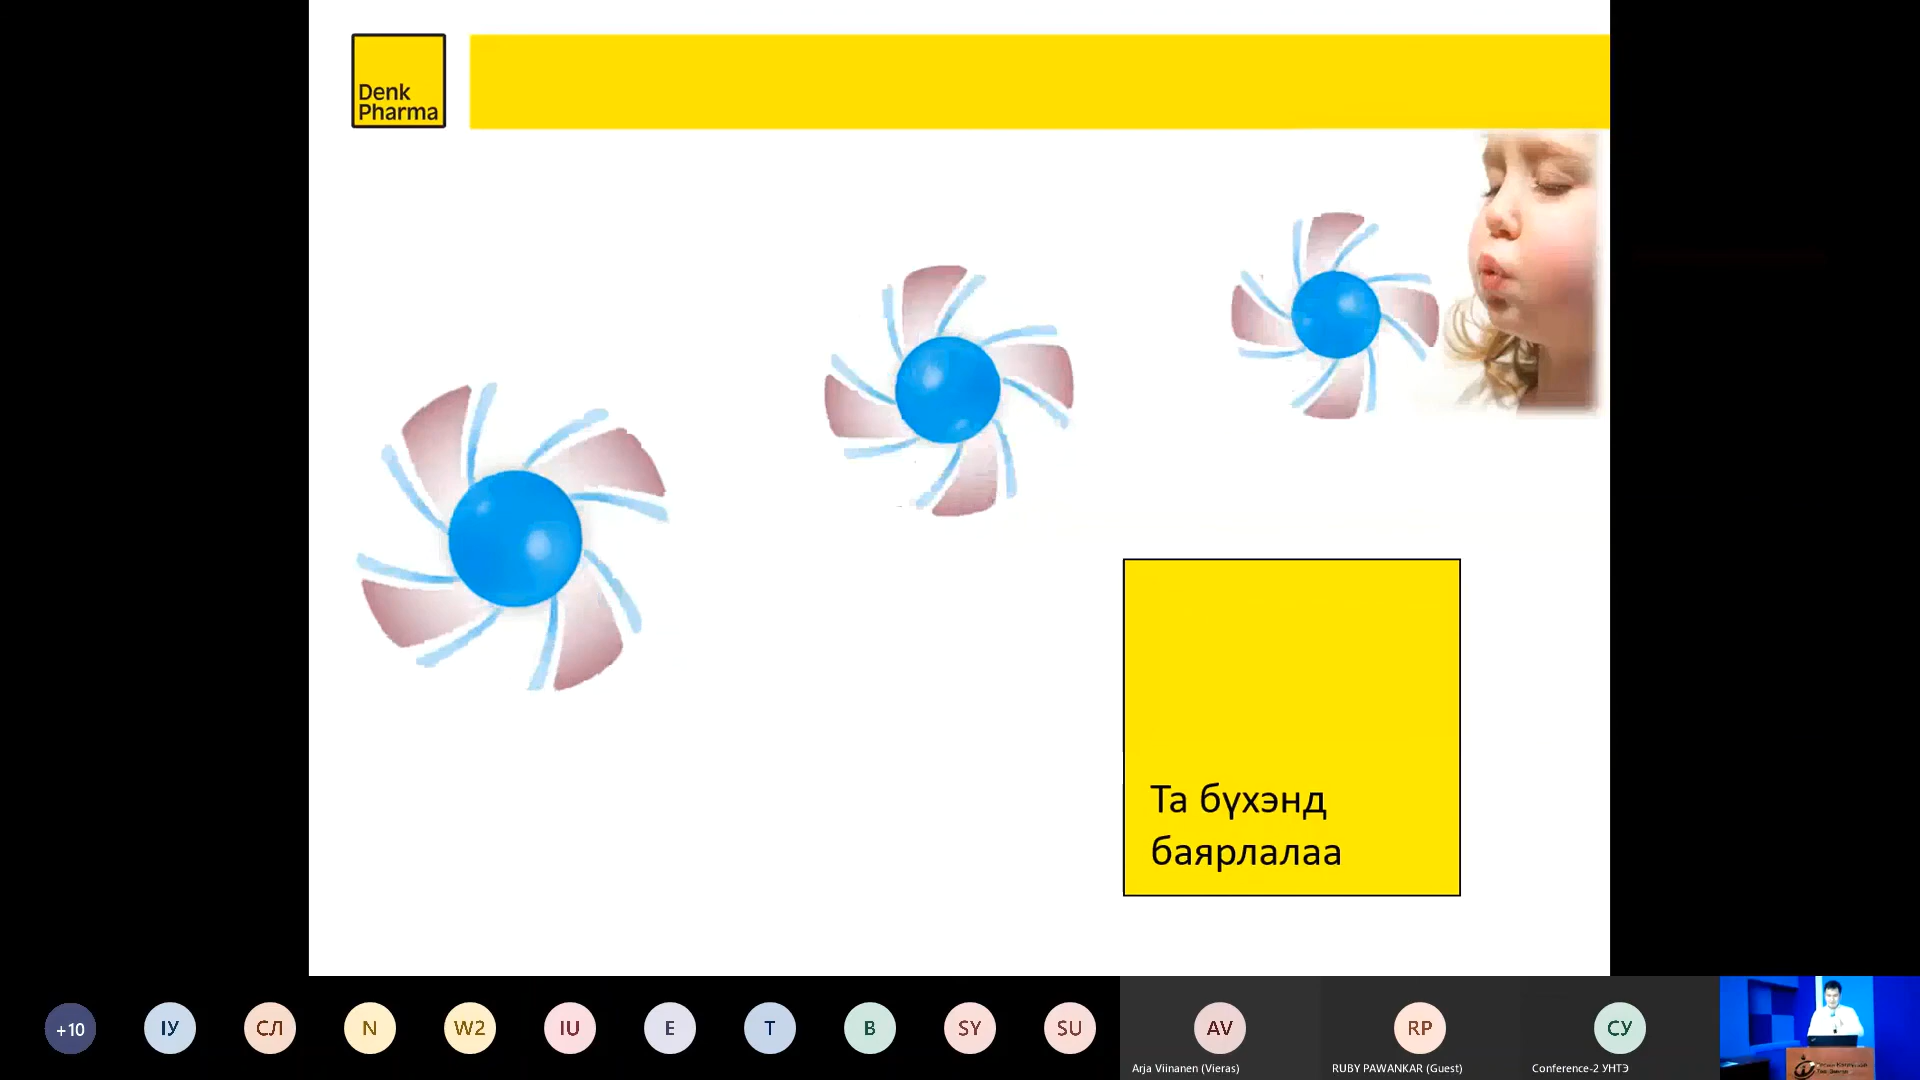 Denk
Pharma
Та бүхэнд
баярлалаа
+10
ІУ
СЛ
N
W2
IU
E
T
B
SY
SU
AV
RP
СУ
Arja Viinanen (Vieras)
RUBY PAWANKAR (Guest)
Conference-2 УНТЭ